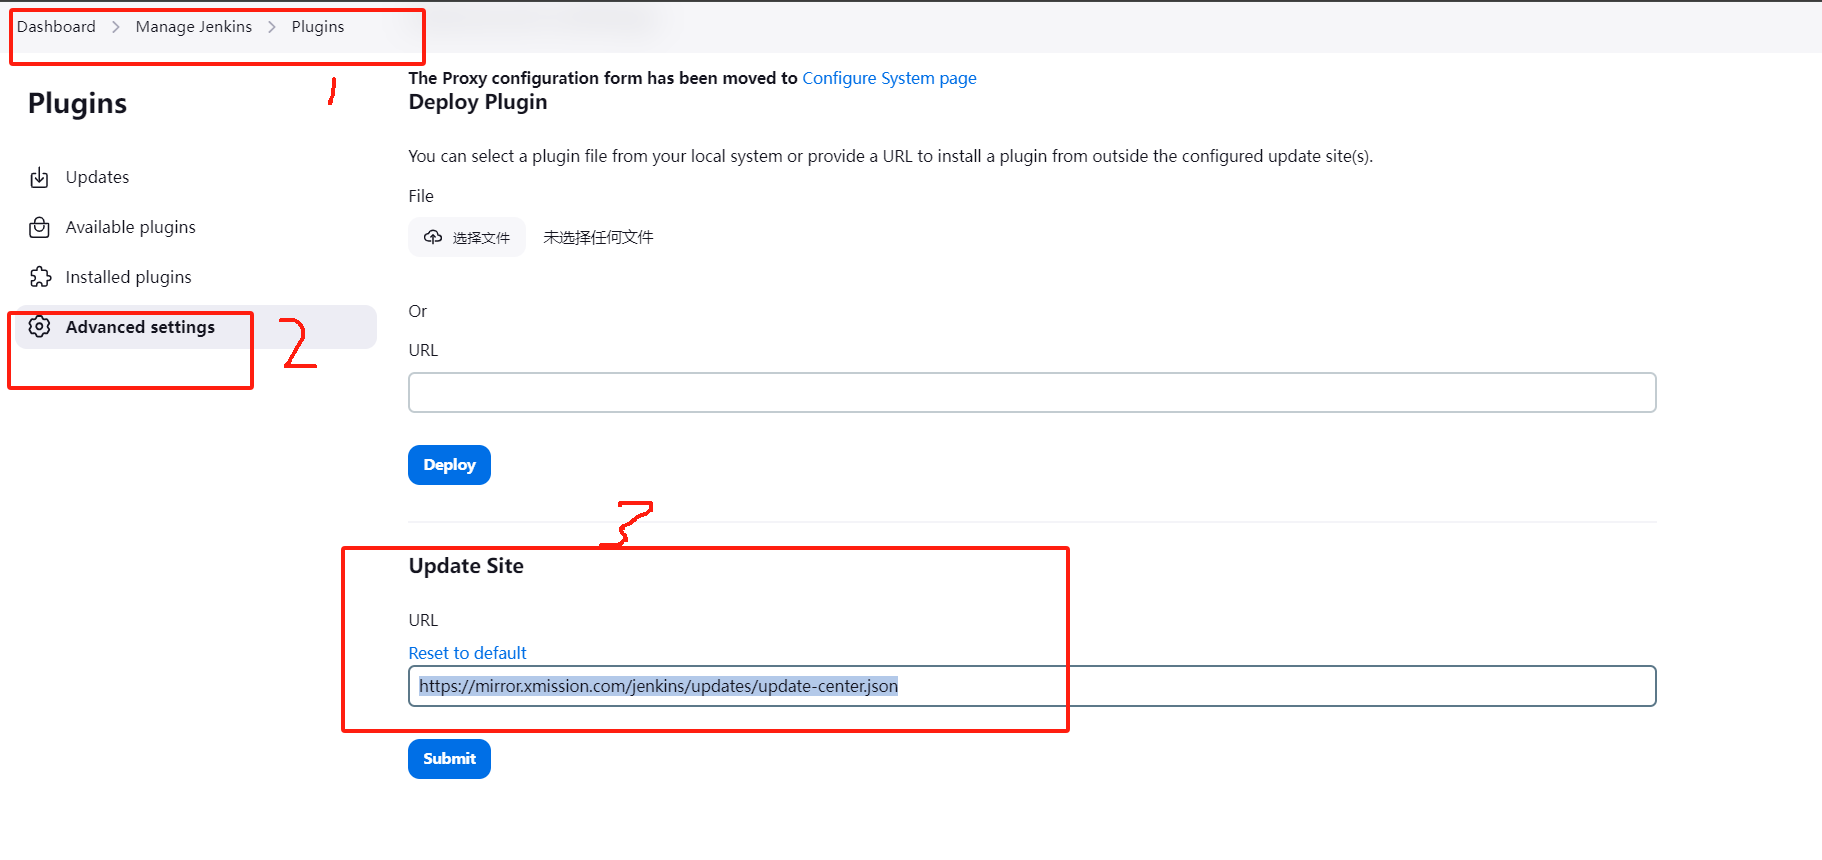 Dashboard > Manage Jenkins > Plugins
1
Plugins
Updates
Available plugins
Installed plugins
Advanced settings
2
The Proxy configuration form has been moved to Configure System page
Deploy Plugin
You can select a plugin file from your local system or provide a URL to install a plugin from outside the configured update site(s).
File
选择文件 未选择任何文件
Or
URL
Deploy
3
Update Site
URL
Reset to default
https://mirror.xmission.com/jenkins/updates/update-center.json
Submit